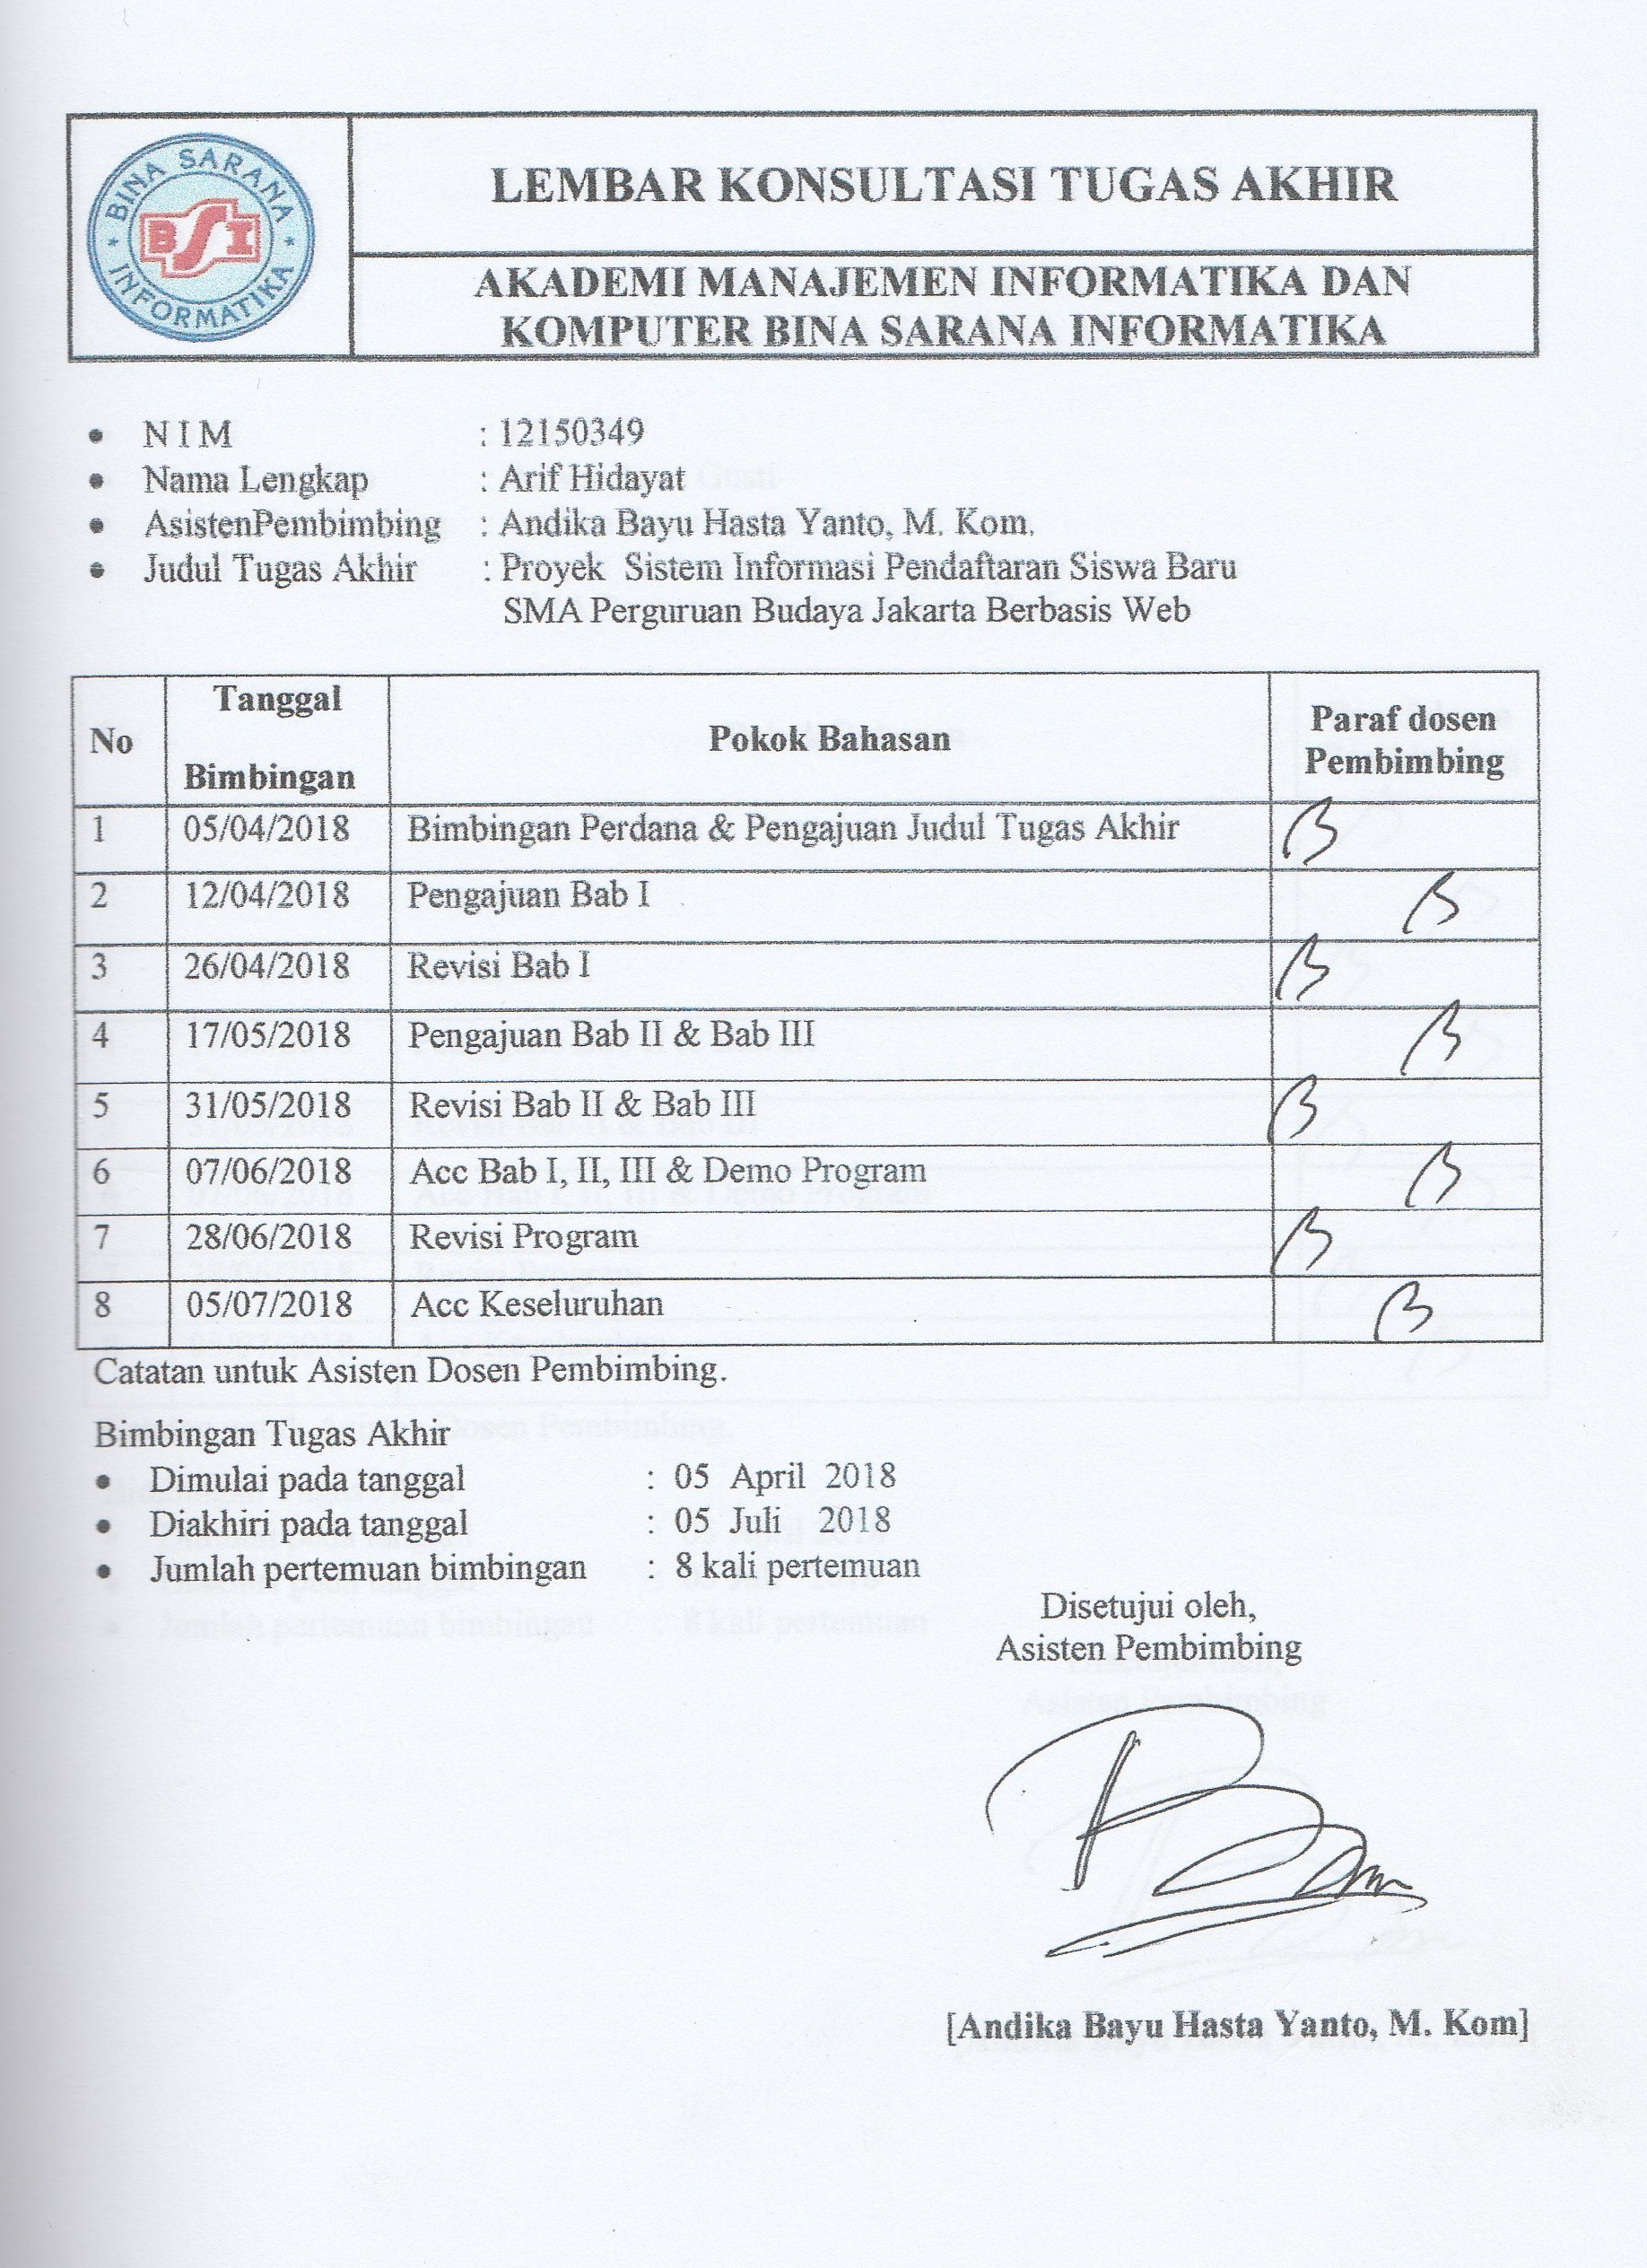 BINA SARANA
BSI
INFORMATIKA
LEMBAR KONSULTASI TUGAS AKHIR
AKADEMI MANAJEMEN INFORMATIKA DAN
KOMPUTER BINA SARANA INFORMATIKA
• N I M : 12150349
• Nama Lengkap : Arif Hidayat
• AsistenPembimbing : Andika Bayu Hasta Yanto, M. Kom.
• Judul Tugas Akhir : Proyek Sistem Informasi Pendaftaran Siswa Baru
SMA Perguruan Budaya Jakarta Berbasis Web
No Tanggal Bimbingan Pokok Bahasan Paraf dosen Pembimbing
1 05/04/2018 Bimbingan Perdana & Pengajuan Judul Tugas Akhir
2 12/04/2018 Pengajuan Bab I
3 26/04/2018 Revisi Bab I
4 17/05/2018 Pengajuan Bab II & Bab III
5 31/05/2018 Revisi Bab II & Bab III
6 07/06/2018 Acc Bab I, II, III & Demo Program
7 28/06/2018 Revisi Program
8 05/07/2018 Acc Keseluruhan
Catatan untuk Asisten Dosen Pembimbing.
Bimbingan Tugas Akhir
• Dimulai pada tanggal : 05 April 2018
• Diakhiri pada tanggal : 05 Juli 2018
• Jumlah pertemuan bimbingan : 8 kali pertemuan
Disetujui oleh,
Asisten Pembimbing
[Andika Bayu Hasta Yanto, M. Kom]